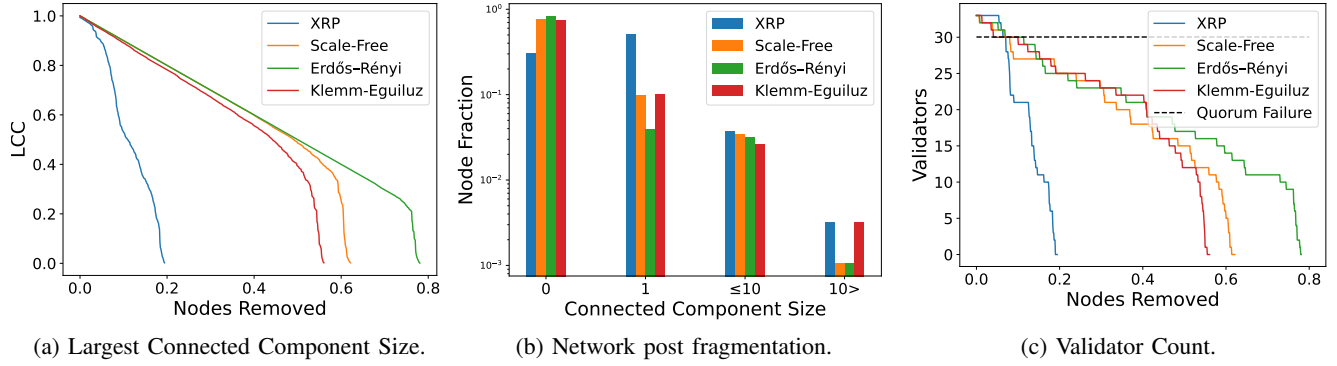 1.0
0.8
0.6
0.4
0.2
0.0
LCC
XRP
Scale-Free
Erdős–Rényi
Klemm-Eguiluz
0.0 0.2 0.4 0.6 0.8
Nodes Removed
(a) Largest Connected Component Size.
10⁰
10⁻¹
10⁻²
10⁻³
Node Fraction
XRP
Scale-Free
Erdős–Rényi
Klemm-Eguiluz
0 1 ≤10 10>
Connected Component Size
(b) Network post fragmentation.
30
25
20
15
10
5
0
Validators
XRP
Scale-Free
Erdős–Rényi
Klemm-Eguiluz
Quorum Failure
0.0 0.2 0.4 0.6 0.8
Nodes Removed
(c) Validator Count.